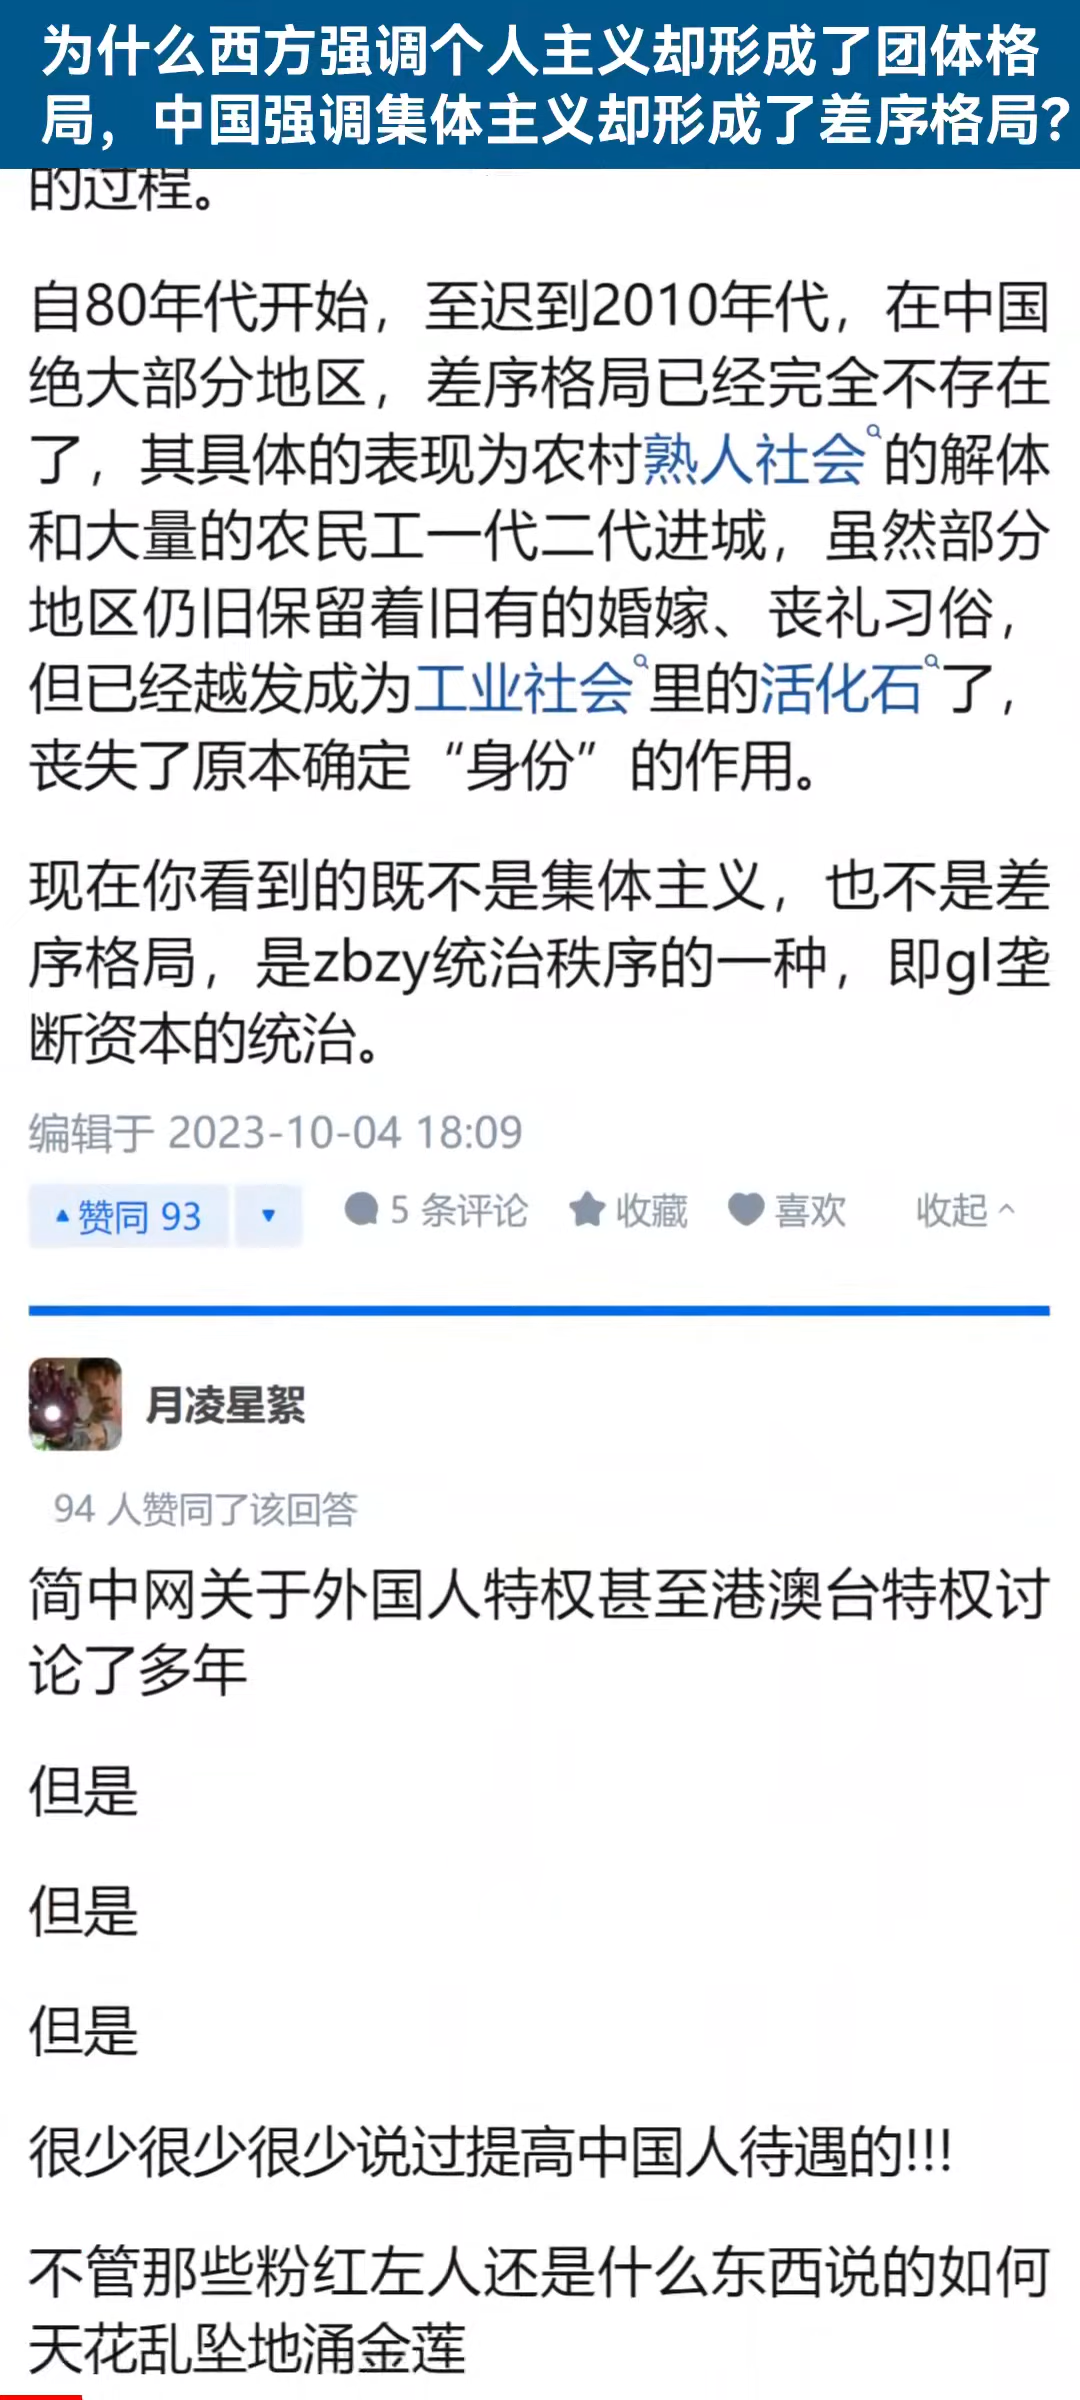 为什么西方强调个人主义却形成了团体格
局，中国强调集体主义却形成了差序格局？
的过程。
自80年代开始，至迟到2010年代，在中国
绝大部分地区，差序格局已经完全不存在
了，其具体的表现为农村熟人社会的解体
和大量的农民工一代二代进城，虽然部分
地区仍旧保留着旧有的婚嫁、丧礼习俗，
但已经越发成为工业社会里的活化石了，
丧失了原本确定“身份”的作用。
现在你看到的既不是集体主义，也不是差
序格局，是zbzy统治秩序的一种，即gl垄
断资本的统治。
编辑于 2023-10-04 18:09
赞同 93 5 条评论 收藏 喜欢 收起
月凌星絮
94 人赞同了该回答
简中网关于外国人特权甚至港澳台特权讨
论了多年
但是
但是
但是
很少很少很少说过提高中国人待遇的!!!
不管那些粉红左人还是什么东西说的如何
天花乱坠地涌金莲